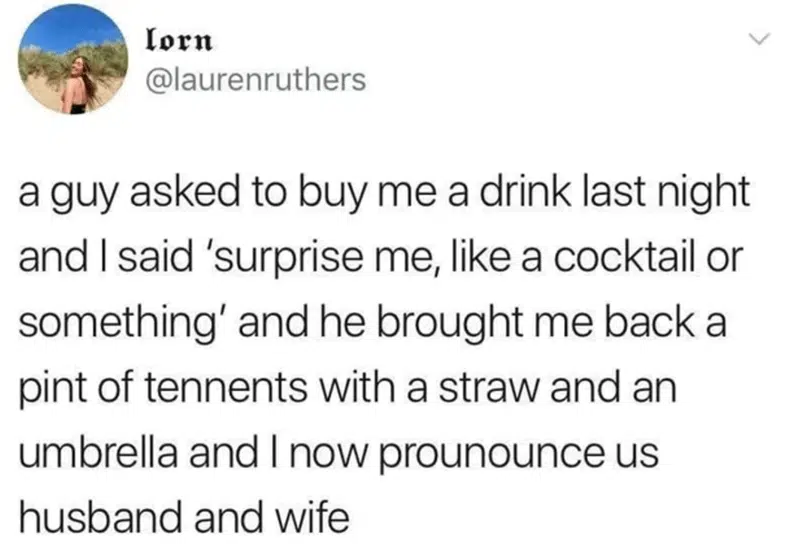 lorn
@laurenruthers
a guy asked to buy me a drink last night
and I said 'surprise me, like a cocktail or
something' and he brought me back a
pint of tennents with a straw and an
umbrella and I now prounounce us
husband and wife